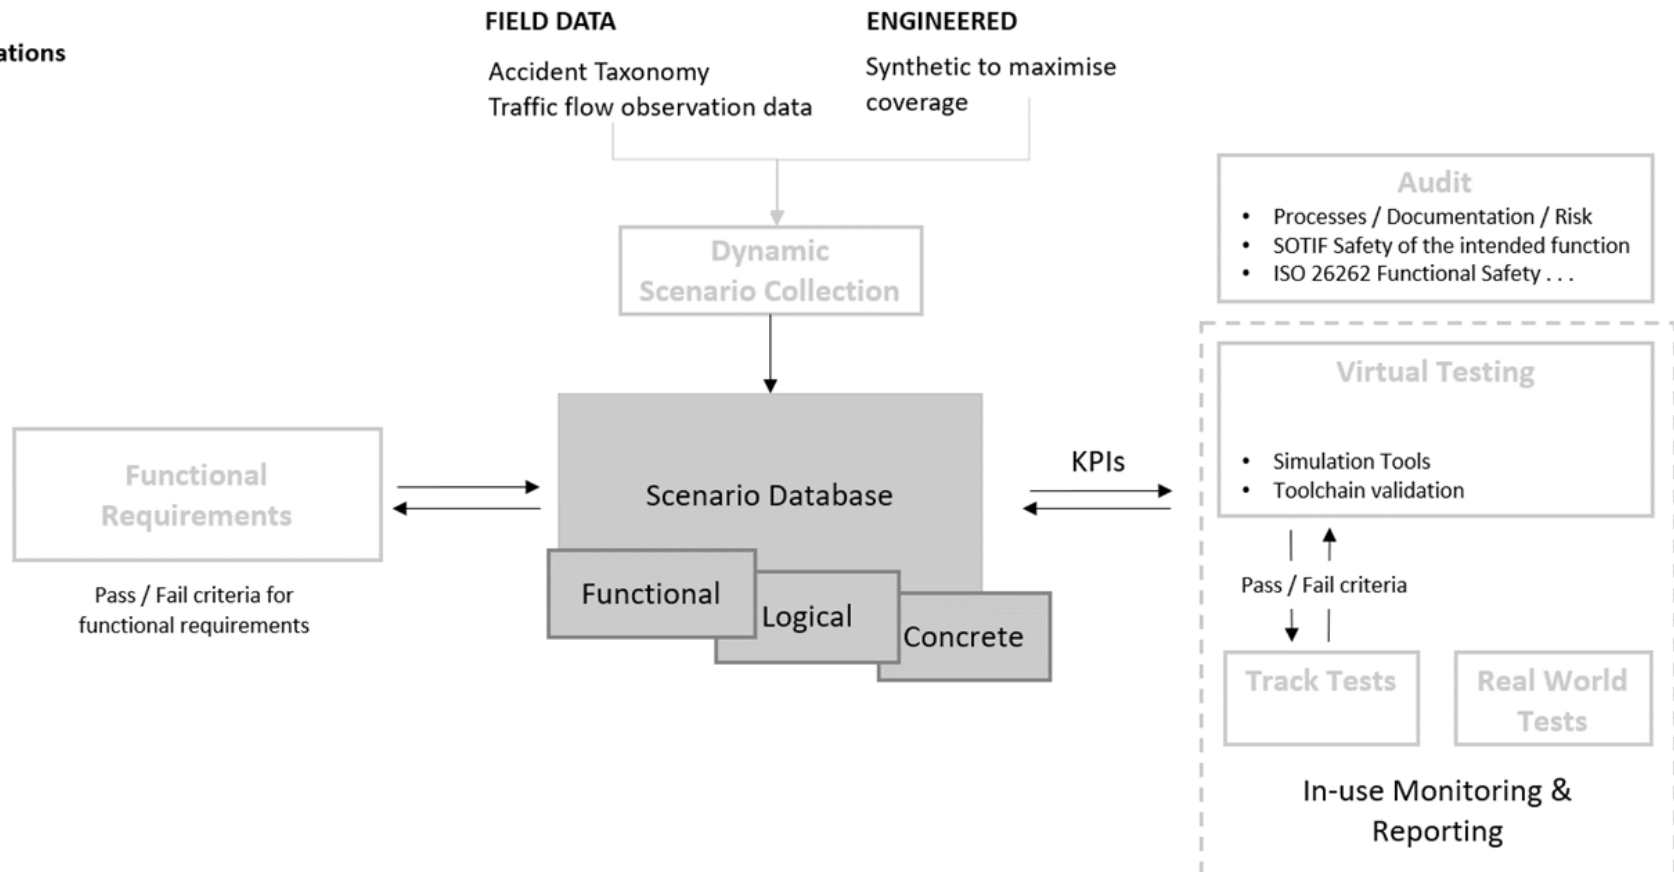 ations
FIELD DATA
Accident Taxonomy
Traffic flow observation data
ENGINEERED
Synthetic to maximise
coverage
Dynamic
Scenario Collection
Audit
• Processes / Documentation / Risk
• SOTIF Safety of the intended function
• ISO 26262 Functional Safety . . .
Functional
Requirements
Pass / Fail criteria for
functional requirements
Scenario Database
Functional
Logical
Concrete
KPIs
Virtual Testing
• Simulation Tools
• Toolchain validation
Pass / Fail criteria
Track Tests
Real World
Tests
In-use Monitoring &
Reporting